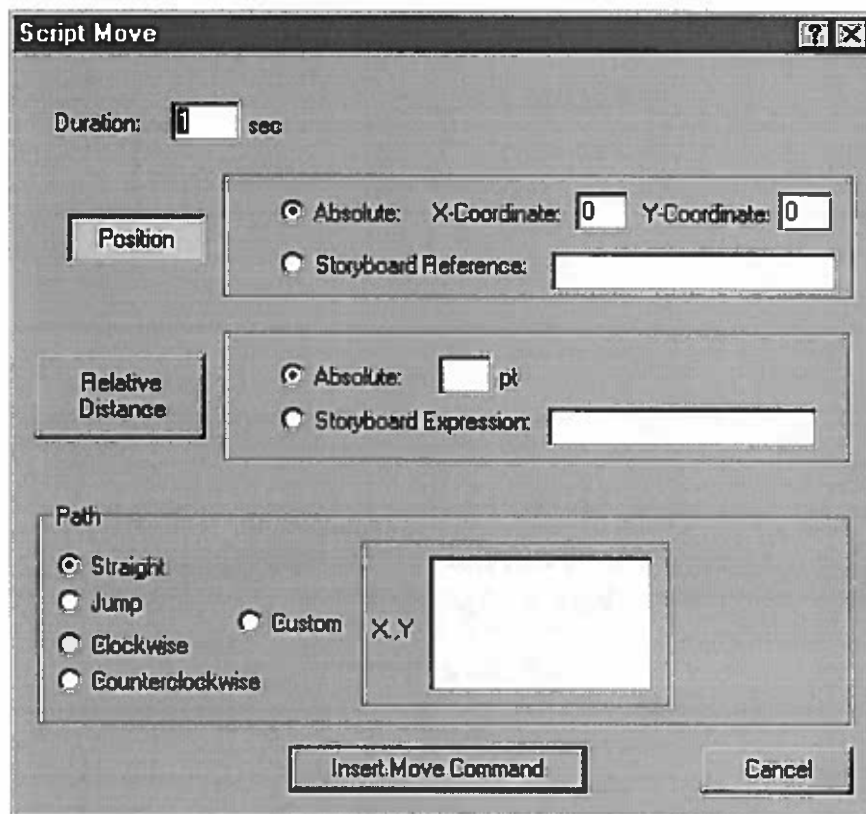 Script Move
Duration: 1 sec
Position
Absolute: X-Coordinate: 0 Y-Coordinate: 0
Storyboard Reference:
Relative
Distance
Absolute: pt
Storyboard Expression:
Path
Straight
Jump
Clockwise
Counterclockwise
Custom
X,Y
Insert Move Command
Cancel